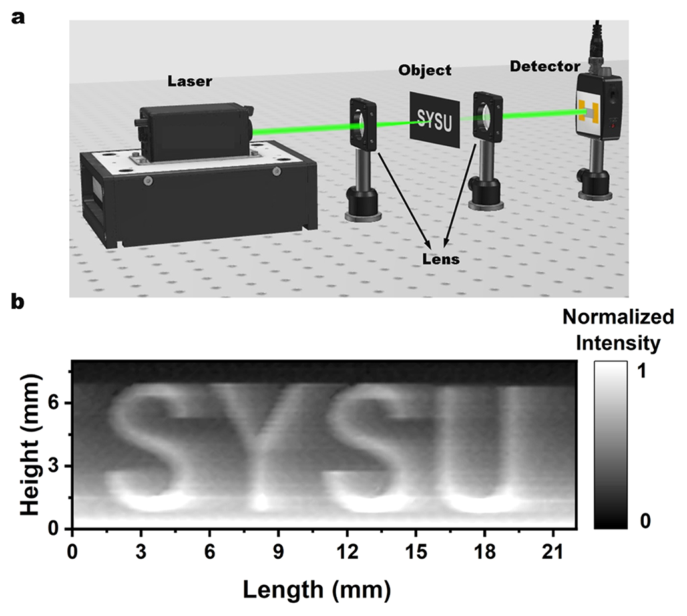 a
Laser
Object
Detector
SYSU
Lens
b
Normalized
Intensity
1
0
Height (mm)
6
3
0
SYSU
0 3 6 9 12 15 18 21
Length (mm)